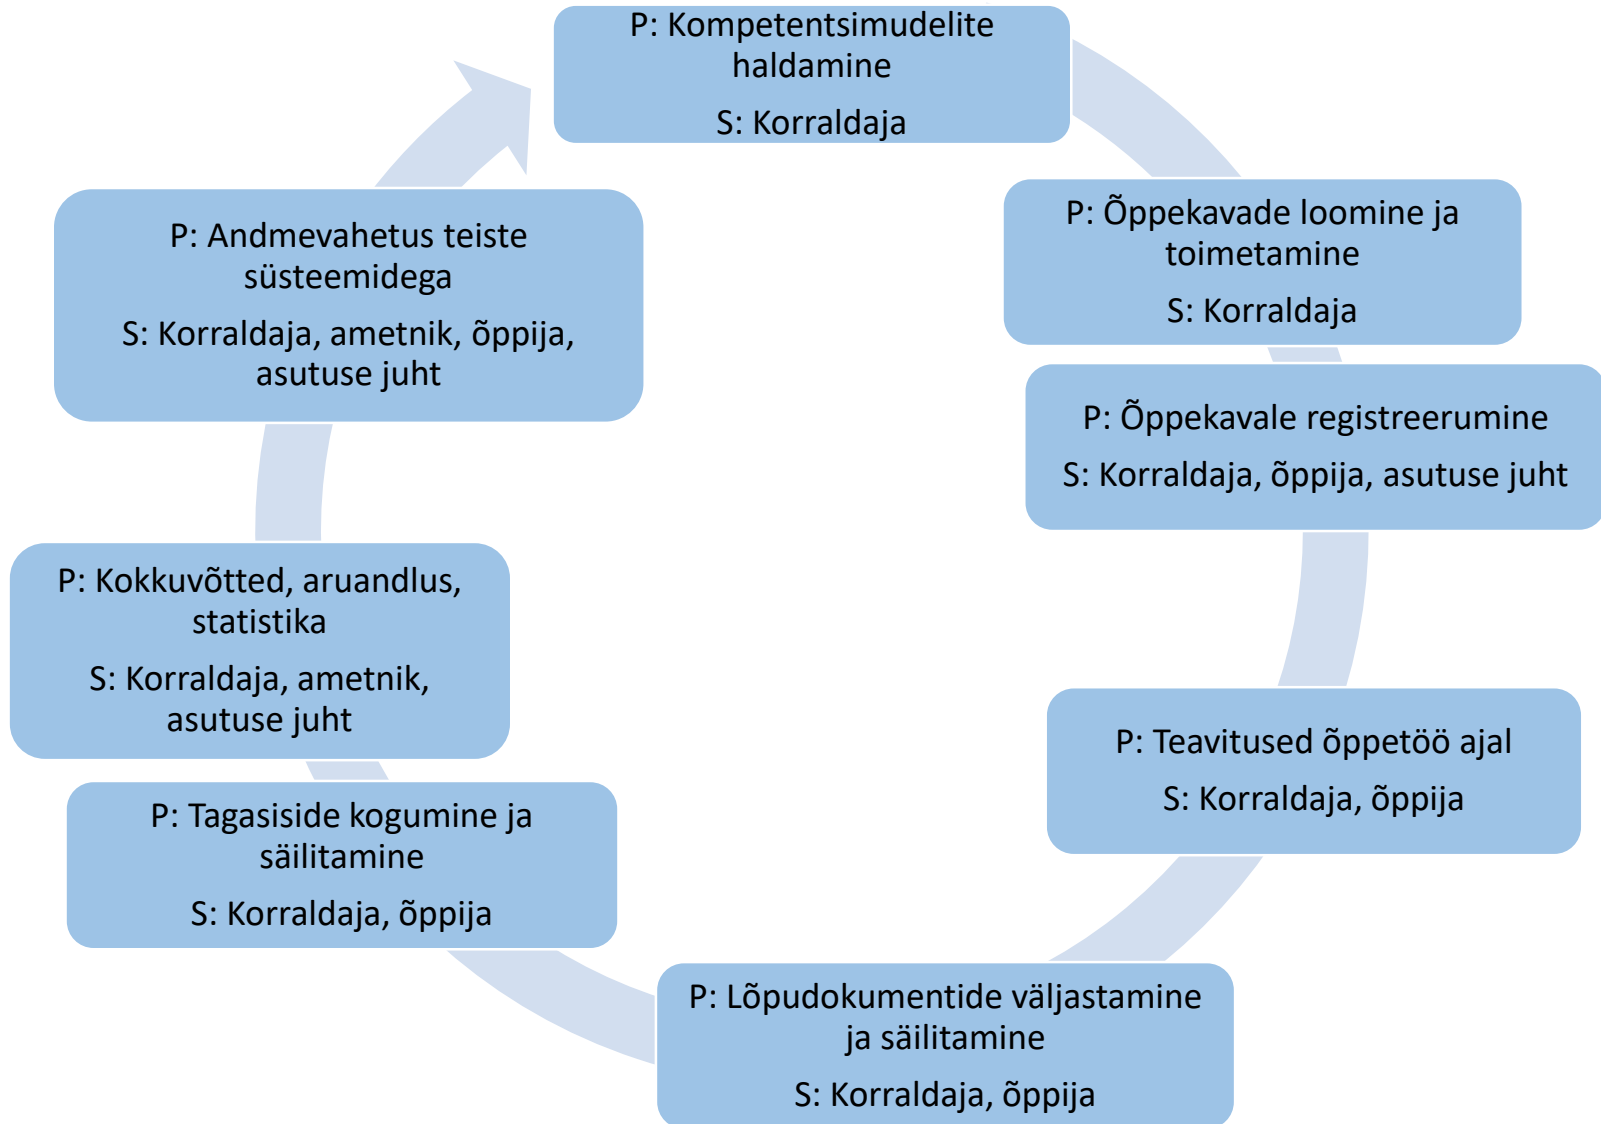 P: Kompetentsimudelite
haldamine
S: Korraldaja
P: Õppekavade loomine ja
toimetamine
S: Korraldaja
P: Õppekavale registreerumine
S: Korraldaja, õppija, asutuse juht
P: Teavitused õppetöö ajal
S: Korraldaja, õppija
P: Lõpudokumentide väljastamine
ja säilitamine
S: Korraldaja, õppija
P: Tagasiside kogumine ja
säilitamine
S: Korraldaja, õppija
P: Kokkuvõtted, aruandlus,
statistika
S: Korraldaja, ametnik,
asutuse juht
P: Andmevahetus teiste
süsteemidega
S: Korraldaja, ametnik, õppija,
asutuse juht